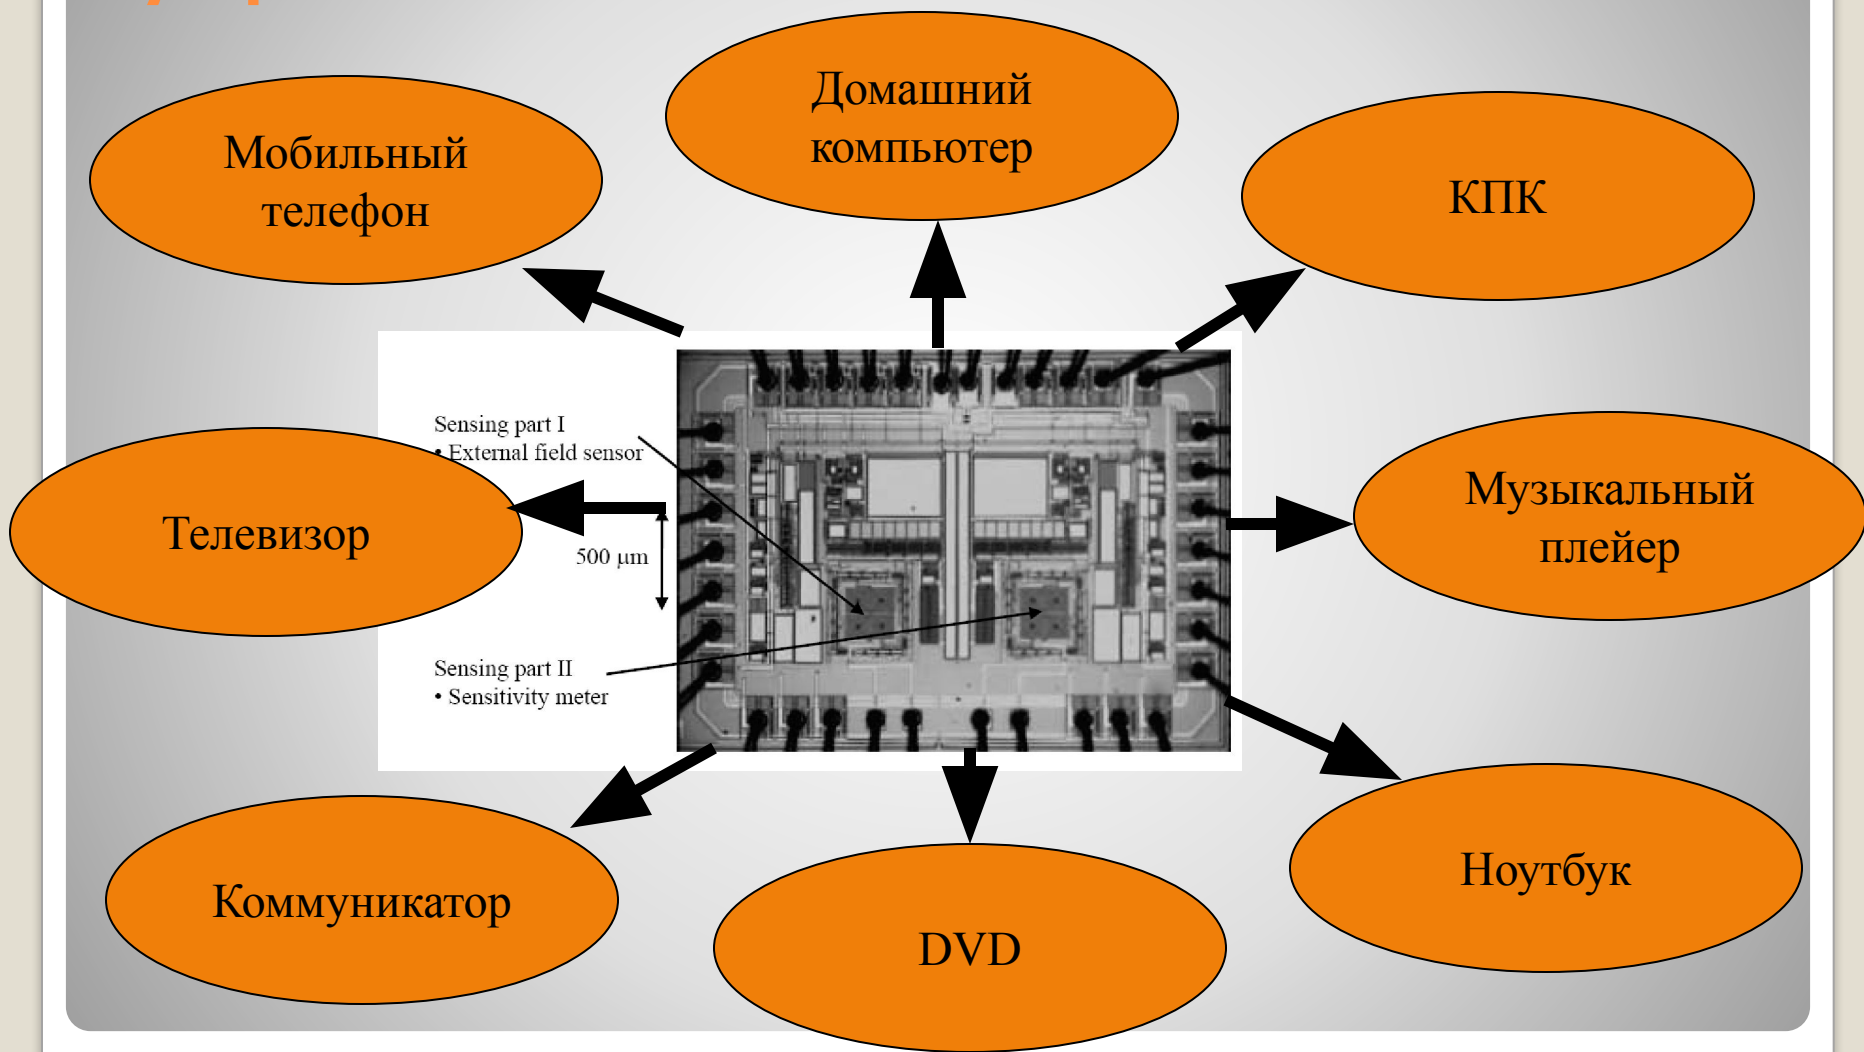 Домашний
компьютер
Мобильный
телефон
КПК
Sensing part I
• External field sensor
Телевизор
500 μm
Музыкальный
плейер
Sensing part II
• Sensitivity meter
Ноутбук
Коммуникатор
DVD